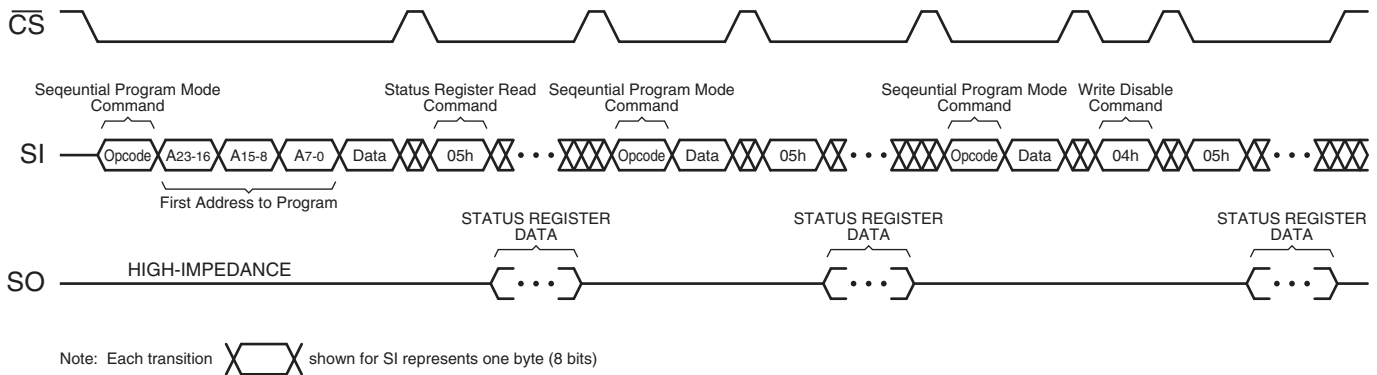 CS
Seqeuntial Program Mode
Command
Status Register Read
Command
Seqeuntial Program Mode
Command
Seqeuntial Program Mode
Command
Write Disable
Command
SI
Opcode A23-16 A15-8 A7-0 Data 05h • • • Opcode Data 05h • • • Opcode Data 04h 05h • • •
First Address to Program
STATUS REGISTER
DATA
STATUS REGISTER
DATA
STATUS REGISTER
DATA
HIGH-IMPEDANCE
SO • • • • • • • • •
Note: Each transition shown for SI represents one byte (8 bits)